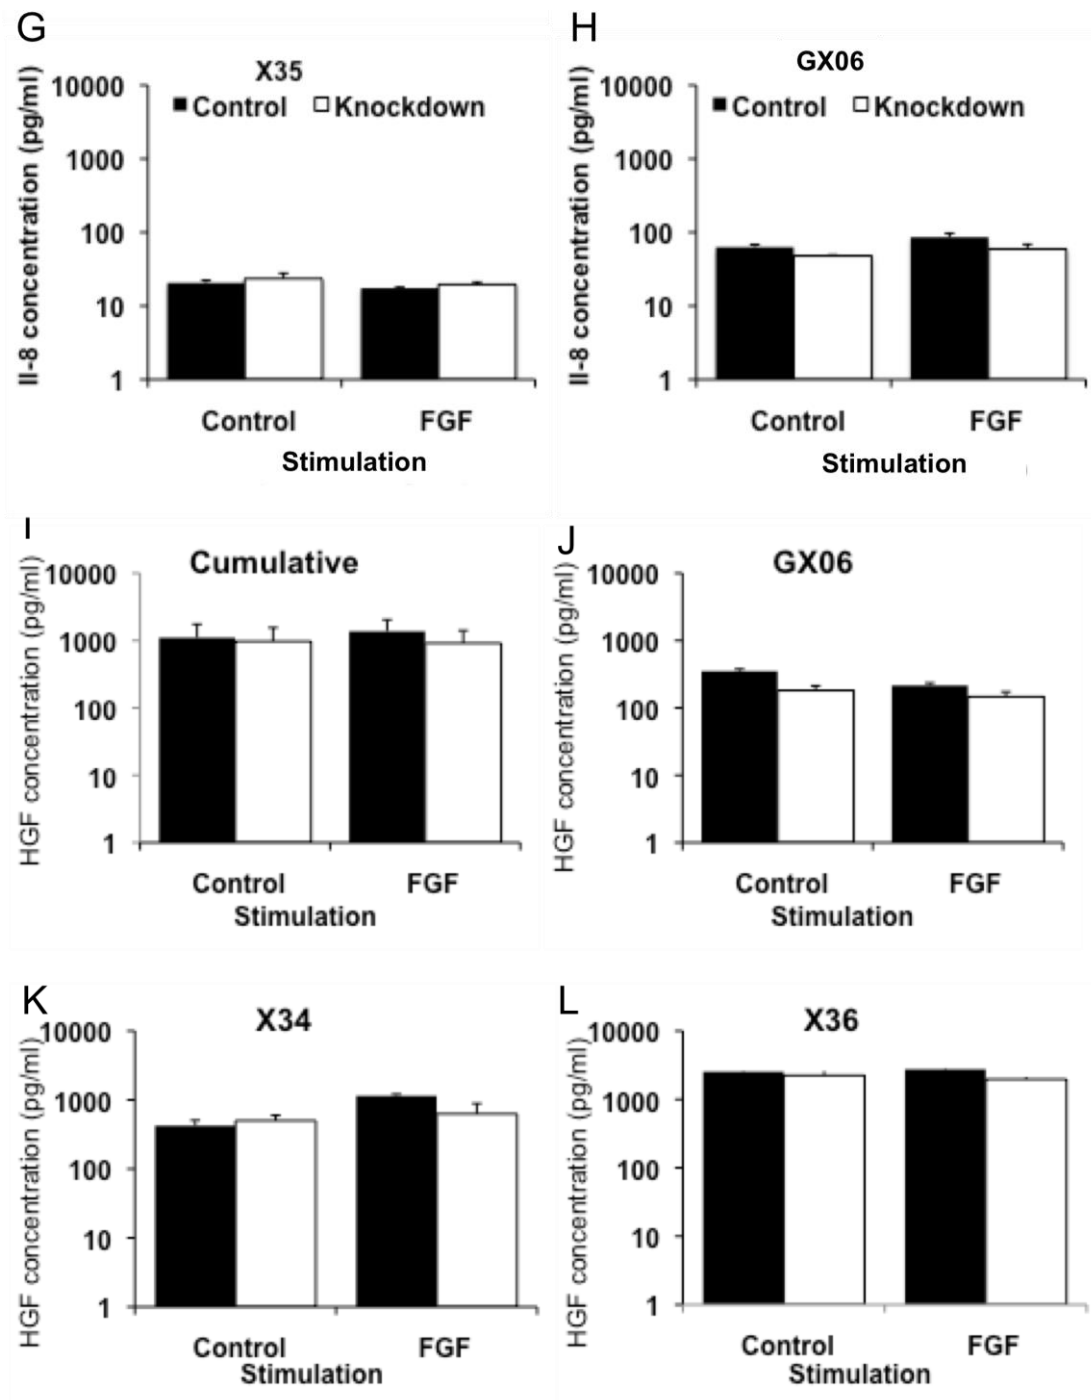 G
X35
Il-8 concentration (pg/ml)
10000
1000
100
10
1
Control Knockdown
Control FGF
Stimulation
H
GX06
Il-8 concentration (pg/ml)
10000
1000
100
10
1
Control Knockdown
Control FGF
Stimulation
I
Cumulative
HGF concentration (pg/ml)
10000
1000
100
10
1
Control FGF
Stimulation
J
GX06
HGF concentration (pg/ml)
10000
1000
100
10
1
Control FGF
Stimulation
K
X34
HGF concentration (pg/ml)
10000
1000
100
10
1
Control FGF
Stimulation
L
X36
HGF concentration (pg/ml)
10000
1000
100
10
1
Control FGF
Stimulation